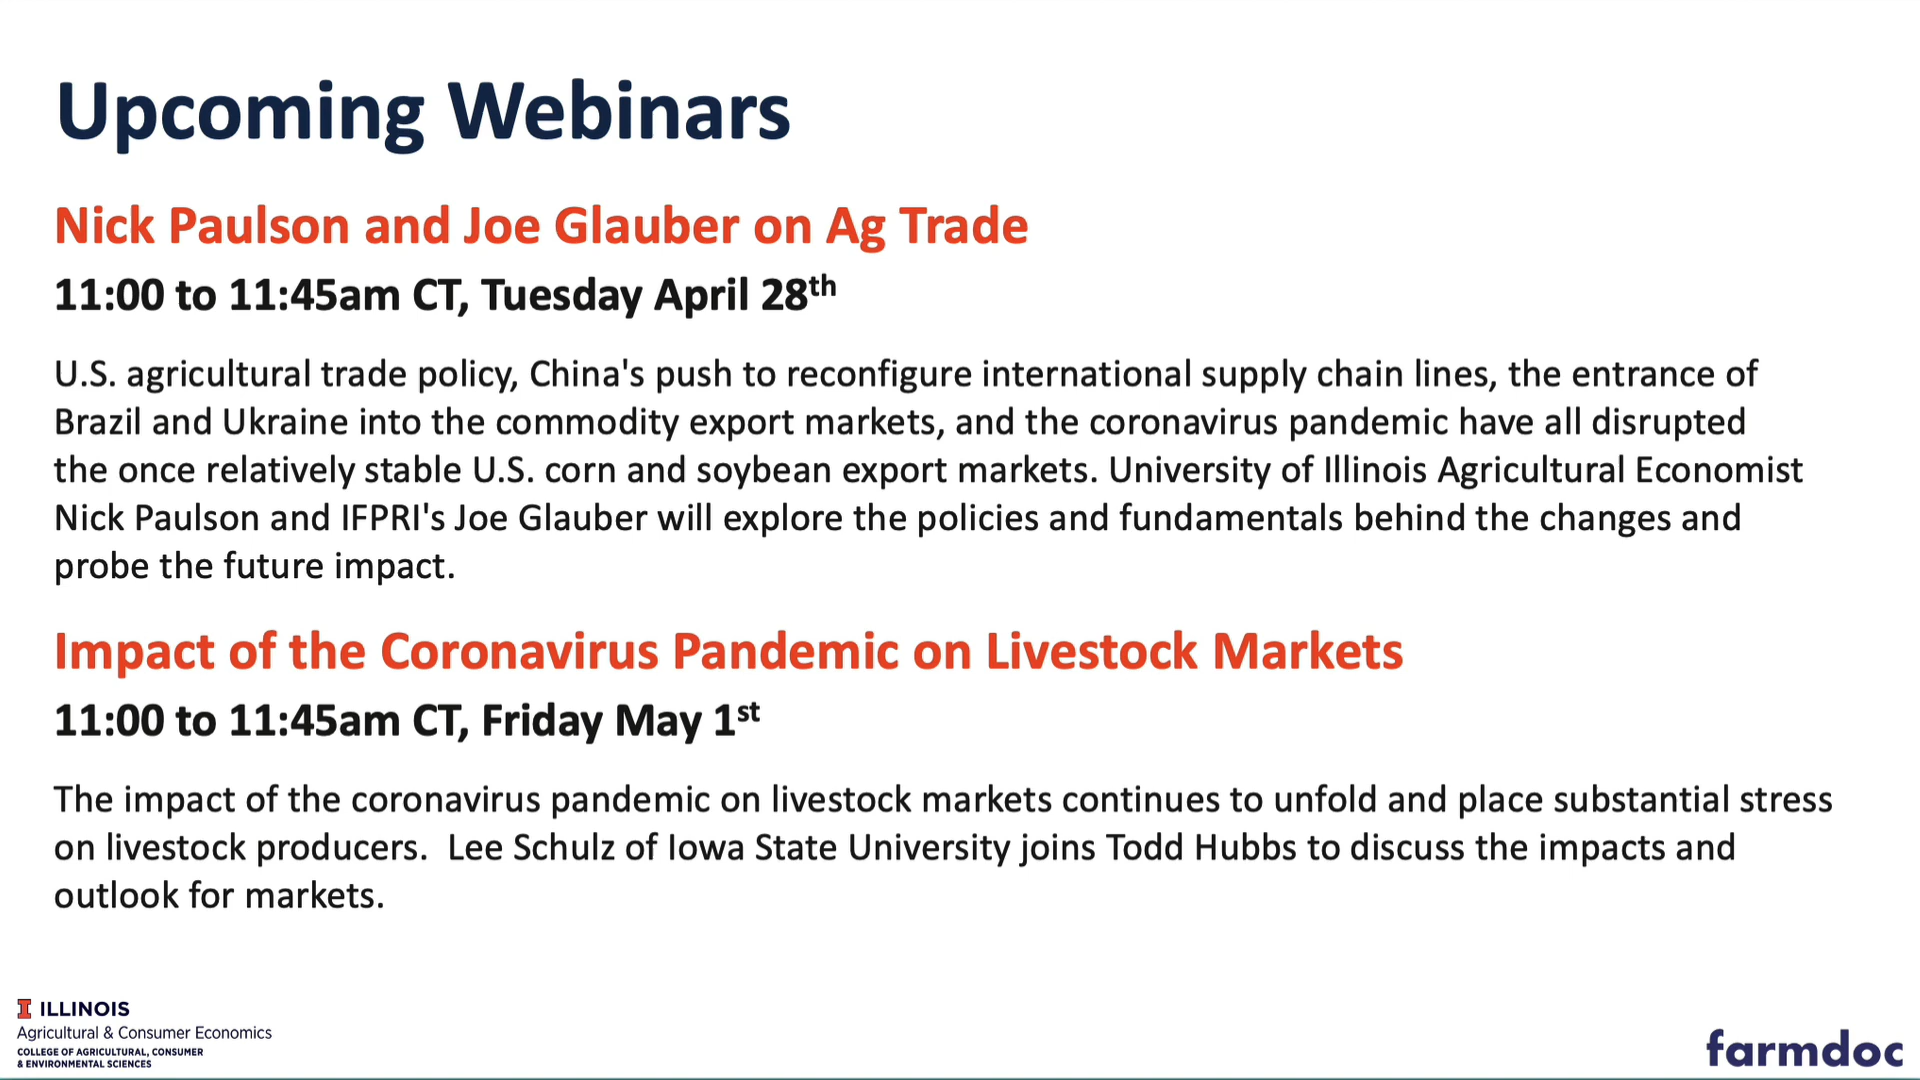 Upcoming Webinars
Nick Paulson and Joe Glauber on Ag Trade
11:00 to 11:45am CT, Tuesday April 28th
U.S. agricultural trade policy, China's push to reconfigure international supply chain lines, the entrance of
Brazil and Ukraine into the commodity export markets, and the coronavirus pandemic have all disrupted
the once relatively stable U.S. corn and soybean export markets. University of Illinois Agricultural Economist
Nick Paulson and IFPRI's Joe Glauber will explore the policies and fundamentals behind the changes and
probe the future impact.
Impact of the Coronavirus Pandemic on Livestock Markets
11:00 to 11:45am CT, Friday May 1st
The impact of the coronavirus pandemic on livestock markets continues to unfold and place substantial stress
on livestock producers.  Lee Schulz of Iowa State University joins Todd Hubbs to discuss the impacts and
outlook for markets.
I ILLINOIS
Agricultural & Consumer Economics
COLLEGE OF AGRICULTURAL, CONSUMER
& ENVIRONMENTAL SCIENCES
farmdoc